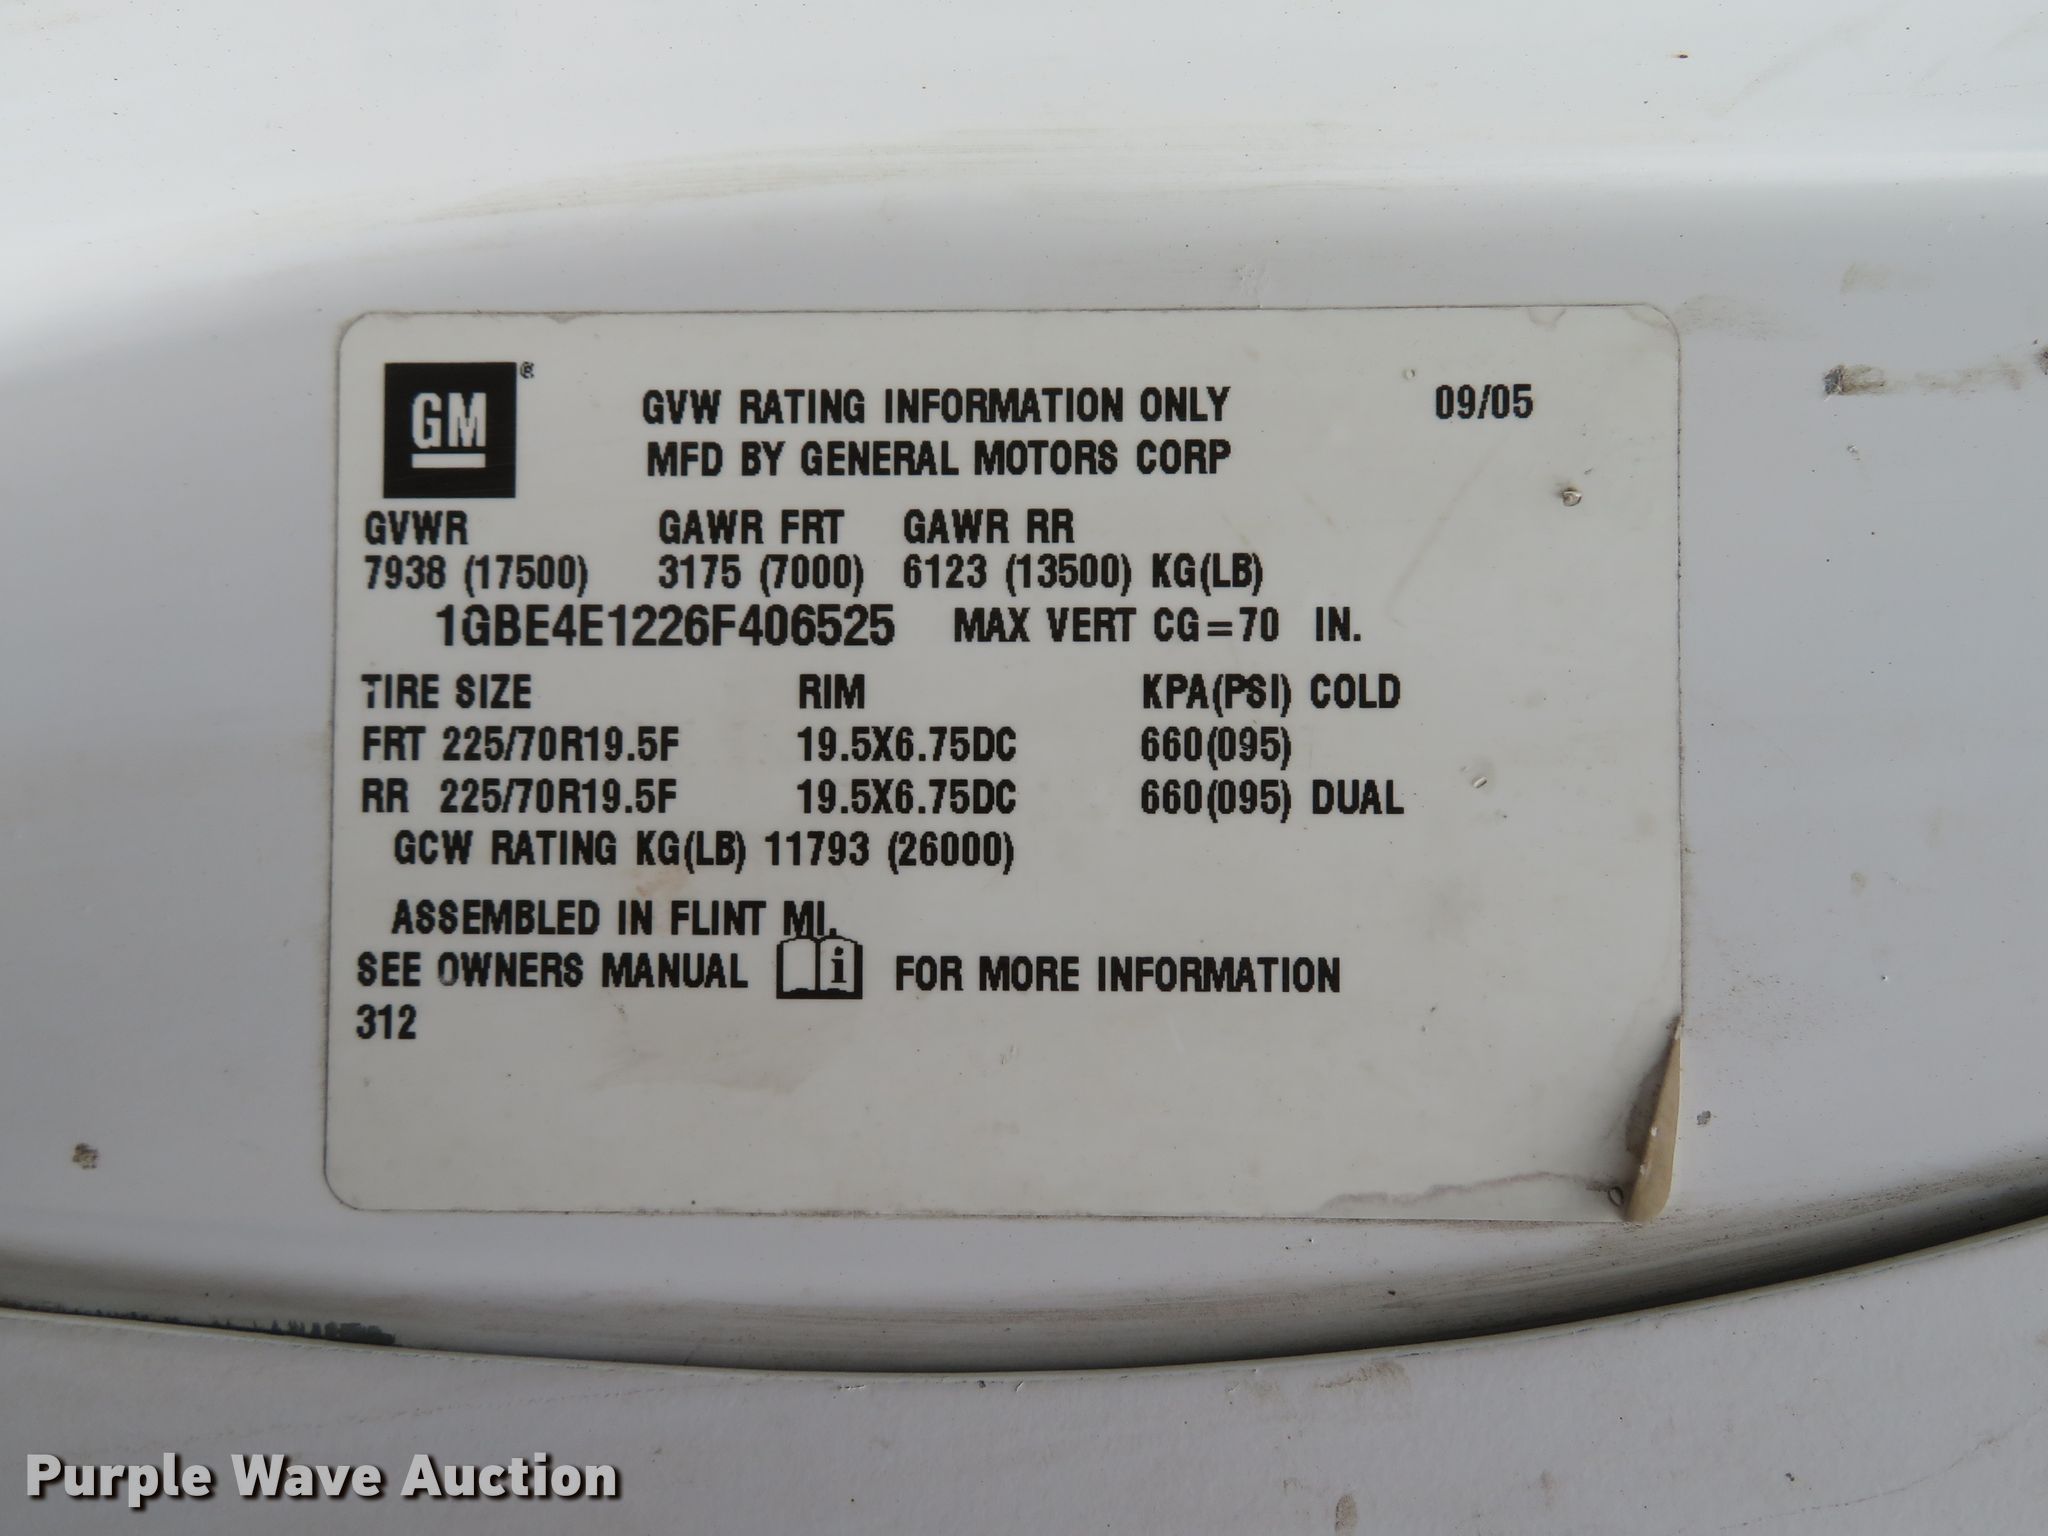 GM®
GVW RATING INFORMATION ONLY 09/05
MFD BY GENERAL MOTORS CORP
GVWR GAWR FRT GAWR RR
7938 (17500) 3175 (7000) 6123 (13500) KG(LB)
1GBE4E1226F406525 MAX VERT CG=70 IN.
TIRE SIZE RIM KPA(PSI) COLD
FRT 225/70R19.5F 19.5X6.75DC 660(095)
RR 225/70R19.5F 19.5X6.75DC 660(095) DUAL
GCW RATING KG(LB) 11793 (26000)
ASSEMBLED IN FLINT MI.
SEE OWNERS MANUAL i FOR MORE INFORMATION
312
Purple Wave Auction